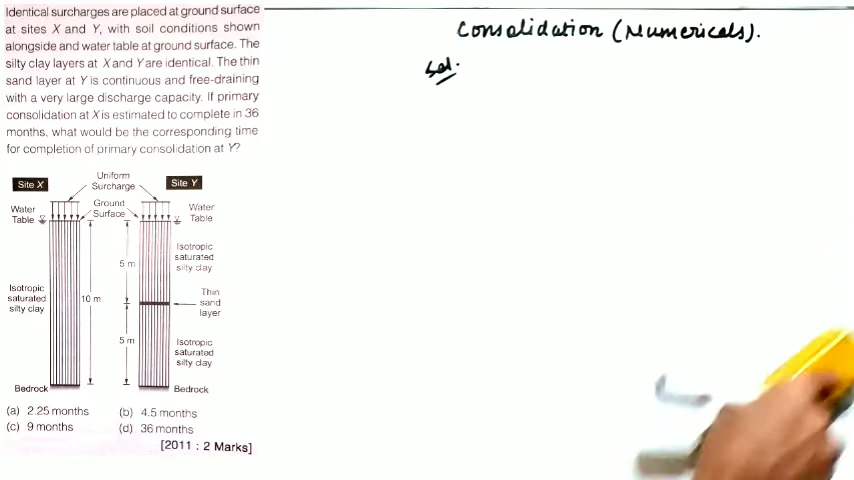 Identical surcharges are placed at ground surface
at sites X and Y, with soil conditions shown
alongside and water table at ground surface. The
silty clay layers at X and Y are identical. The thin
sand layer at Y is continuous and free-draining
with a very large discharge capacity. If primary
consolidation at X is estimated to complete in 36
months, what would be the corresponding time
for completion of primary consolidation at Y?
Consolidation (Numericals).
Sol.
Site X
Uniform
Surcharge
Site Y
Water
Table
Ground
Surface
Water
Table
5 m
Isotropic
saturated
silty clay
Isotropic
saturated
silty clay
10 m
Thin
sand
layer
5 m
Isotropic
saturated
silty clay
Bedrock
Bedrock
(a) 2.25 months
(b) 4.5 months
(c) 9 months
(d) 36 months
[2011 : 2 Marks]